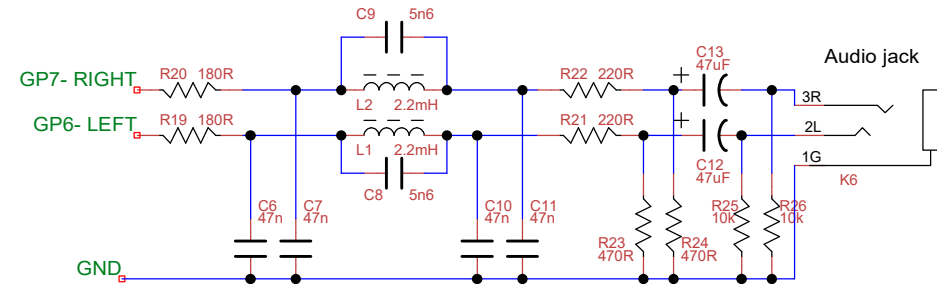 C9 5n6
C13
47uF
Audio jack
GP7- RIGHT
R20 180R
R22 220R
+
3R
L2 2.2mH
GP6- LEFT
R19 180R
R21 220R
+
2L
L1 2.2mH
C12
47uF
1G
K6
C8 5n6
C6
47n
C7
47n
C10
47n
C11
47n
R25
10k
R26
10k
R23
470R
R24
470R
GND